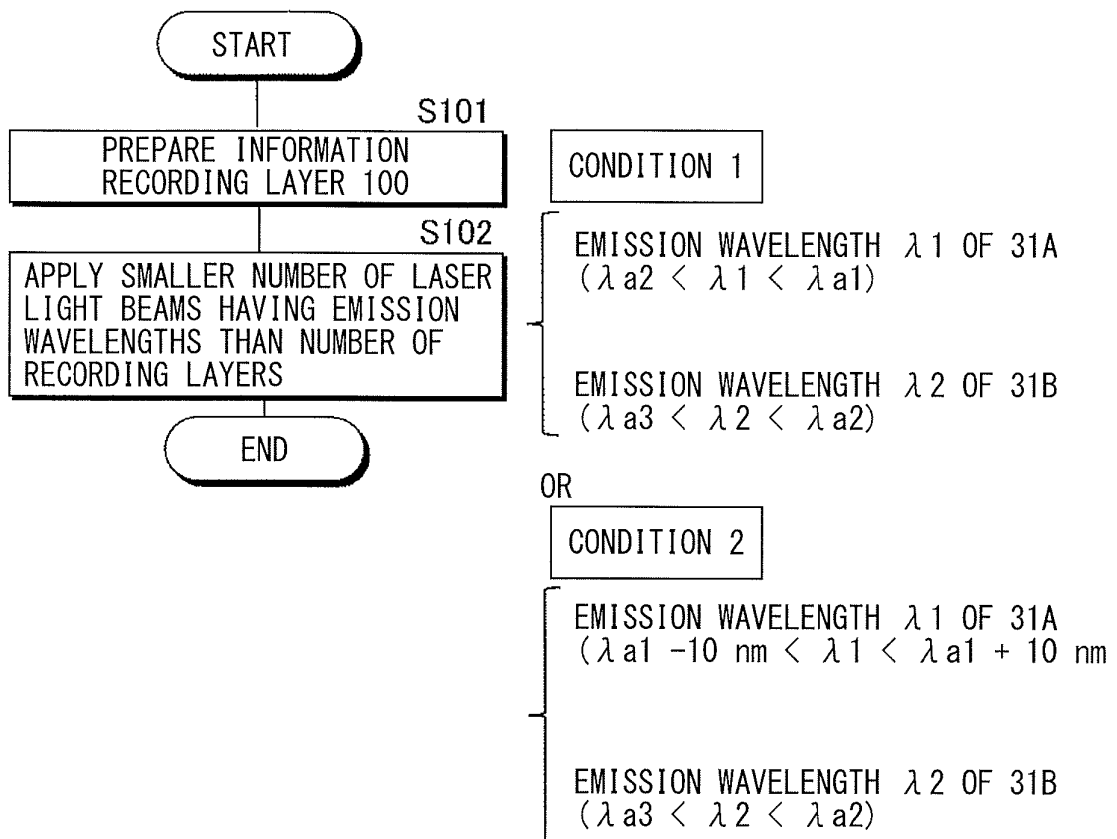 START
S101
PREPARE INFORMATION
RECORDING LAYER 100
S102
APPLY SMALLER NUMBER OF LASER
LIGHT BEAMS HAVING EMISSION
WAVELENGTHS THAN NUMBER OF
RECORDING LAYERS
END
CONDITION 1
EMISSION WAVELENGTH λ1 OF 31A
(λa2 < λ1 < λa1)
EMISSION WAVELENGTH λ2 OF 31B
(λa3 < λ2 < λa2)
OR
CONDITION 2
EMISSION WAVELENGTH λ1 OF 31A
(λa1 -10 nm < λ1 < λa1 + 10 nm
EMISSION WAVELENGTH λ2 OF 31B
(λa3 < λ2 < λa2)